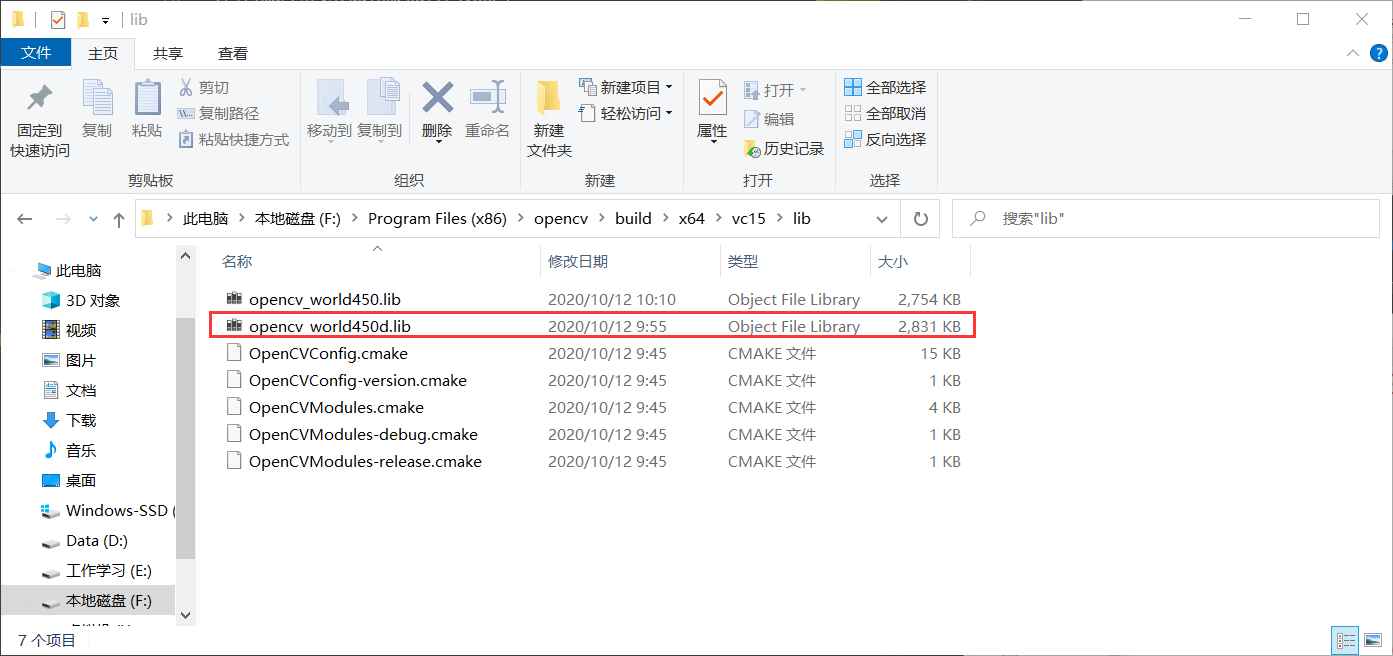 lib
文件 主页 共享 查看
固定到快速访问
复制
粘贴
剪切
复制路径
粘贴快捷方式
剪贴板
移动到
复制到
删除
重命名
组织
新建文件夹
新建项目
轻松访问
新建
属性
打开
编辑
历史记录
打开
全部选择
全部取消
反向选择
选择
此电脑 > 本地磁盘 (F:) > Program Files (x86) > opencv > build > x64 > vc15 > lib
搜索"lib"
此电脑
3D 对象
视频
图片
文档
下载
音乐
桌面
Windows-SSD (
Data (D:)
工作学习 (E:)
本地磁盘 (F:)
名称 修改日期 类型 大小
opencv_world450.lib 2020/10/12 10:10 Object File Library 2,754 KB
opencv_world450d.lib 2020/10/12 9:55 Object File Library 2,831 KB
OpenCVConfig.cmake 2020/10/12 9:45 CMAKE 文件 15 KB
OpenCVConfig-version.cmake 2020/10/12 9:45 CMAKE 文件 1 KB
OpenCVModules.cmake 2020/10/12 9:45 CMAKE 文件 4 KB
OpenCVModules-debug.cmake 2020/10/12 9:45 CMAKE 文件 1 KB
OpenCVModules-release.cmake 2020/10/12 9:45 CMAKE 文件 1 KB
7 个项目